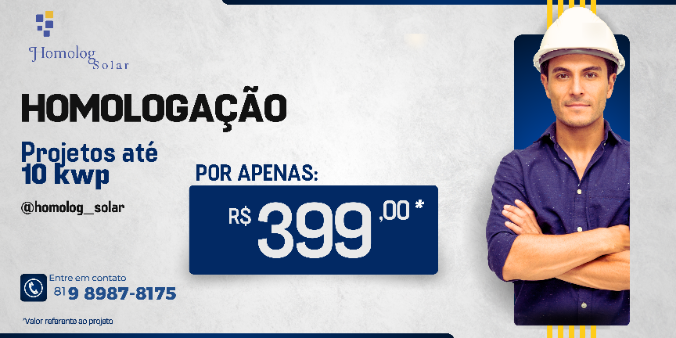 Homolog
Solar
HOMOLOGAÇÃO
Projetos até
10 kwp
@homolog_solar
POR APENAS:
R$ 399,00*
Entre em contato
81 9 8987-8175
*Valor referante ao projeto